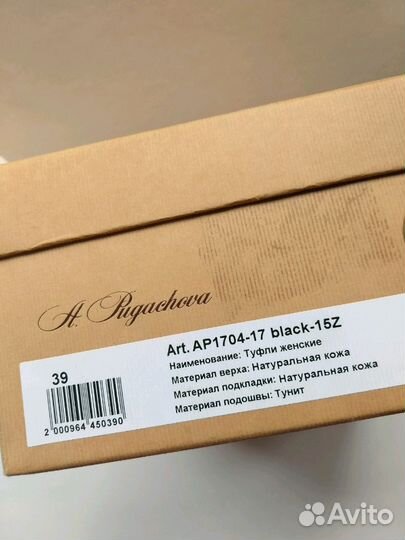 A. Pugachova
Art. AP1704-17 black-15Z
Наименование: Туфли женские
Материал верха: Натуральная кожа
Материал подкладки: Натуральная кожа
Материал подошвы: Тунит
39
2 000964 450390
Avito